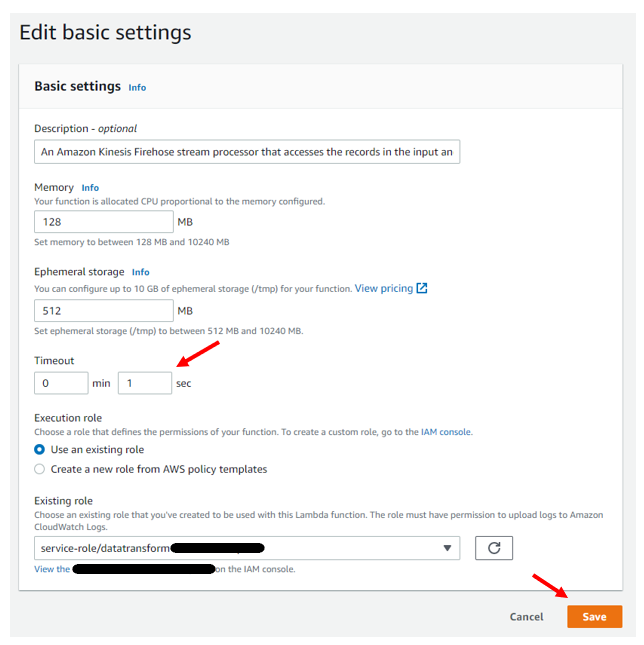 Edit basic settings
Basic settings Info
Description - optional
An Amazon Kinesis Firehose stream processor that accesses the records in the input an
Memory Info
Your function is allocated CPU proportional to the memory configured.
128 MB
Set memory to between 128 MB and 10240 MB
Ephemeral storage Info
You can configure up to 10 GB of ephemeral storage (/tmp) for your function. View pricing
512 MB
Set ephemeral storage (/tmp) to between 512 MB and 10240 MB.
Timeout
0 min 1 sec
Execution role
Choose a role that defines the permissions of your function. To create a custom role, go to the IAM console.
Use an existing role
Create a new role from AWS policy templates
Existing role
Choose an existing role that you've created to be used with this Lambda function. The role must have permission to upload logs to Amazon
CloudWatch Logs.
service-role/datatransform
View the on the IAM console.
Cancel Save